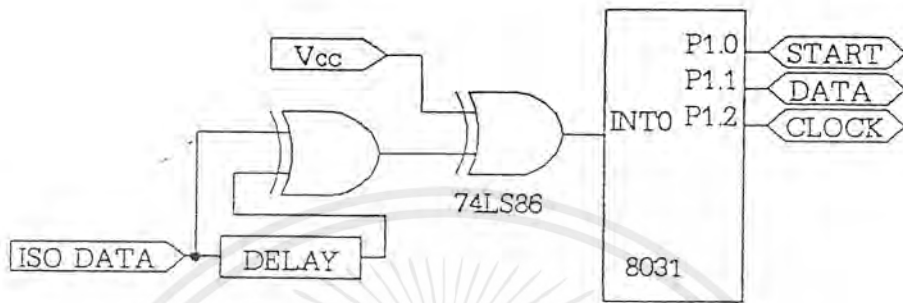 Vcc
P1.0
START
P1.1
DATA
INT0
P1.2
CLOCK
74LS86
ISO DATA
DELAY
8031